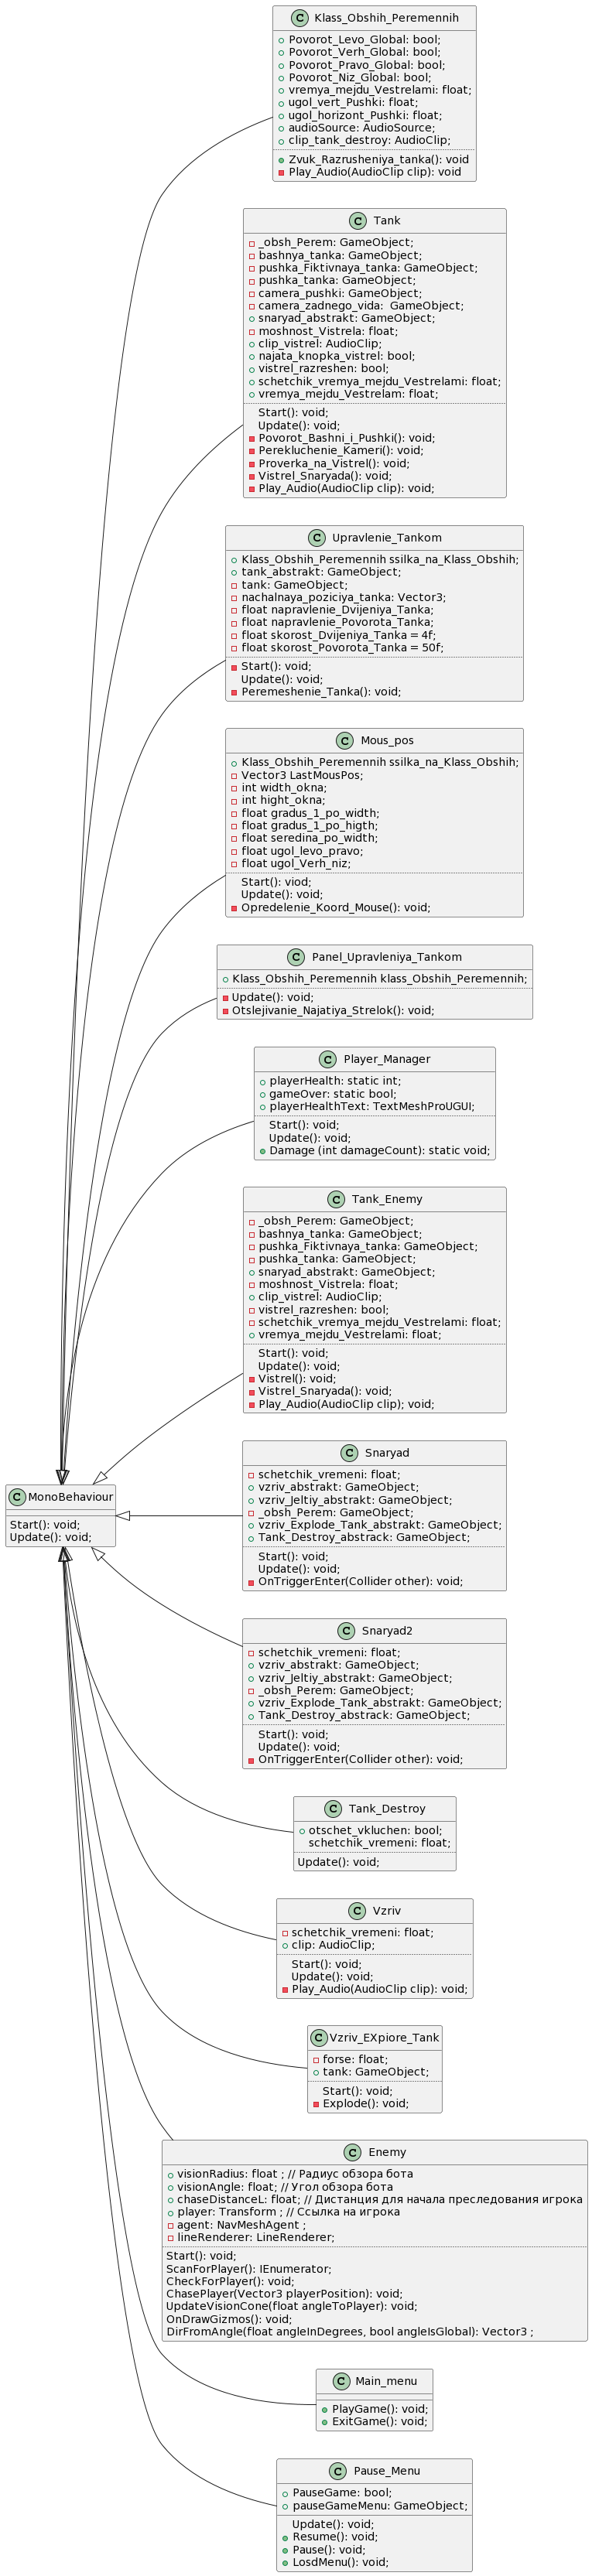 Klass_Obshih_Peremennih
Povorot_Levo_Global: bool;
Povorot_Verh_Global: bool;
Povorot_Pravo_Global: bool;
Povorot_Niz_Global: bool;
vremya_mejdu_Vestrelami: float;
ugol_vert_Pushki: float;
ugol_horizont_Pushki: float;
audioSource: AudioSource;
clip_tank_destroy: AudioClip;
Zvuk_Razrusheniya_tanka(): void
Play_Audio(AudioClip clip): void
Tank
_obsh_Perem: GameObject;
bashnya_tanka: GameObject;
pushka_Fiktivnaya_tanka: GameObject;
pushka_tanka: GameObject;
camera_pushki: GameObject;
camera_zadnego_vida:  GameObject;
snaryad_abstrakt: GameObject;
moshnost_Vistrela: float;
clip_vistrel: AudioClip;
najata_knopka_vistrel: bool;
vistrel_razreshen: bool;
schetchik_vremya_mejdu_Vestrelami: float;
vremya_mejdu_Vestrelam: float;
Start(): void;
Update(): void;
Povorot_Bashni_i_Pushki(): void;
Perekluchenie_Kameri(): void;
Proverka_na_Vistrel(): void;
Vistrel_Snaryada(): void;
Play_Audio(AudioClip clip): void;
Upravlenie_Tankom
Klass_Obshih_Peremennih ssilka_na_Klass_Obshih;
tank_abstrakt: GameObject;
tank: GameObject;
nachalnaya_poziciya_tanka: Vector3;
float napravlenie_Dvijeniya_Tanka;
float napravlenie_Povorota_Tanka;
float skorost_Dvijeniya_Tanka = 4f;
float skorost_Povorota_Tanka = 50f;
Start(): void;
Update(): void;
Peremeshenie_Tanka(): void;
Mous_pos
Klass_Obshih_Peremennih ssilka_na_Klass_Obshih;
Vector3 LastMousPos;
int width_okna;
int hight_okna;
float gradus_1_po_width;
float gradus_1_po_higth;
float seredina_po_width;
float ugol_levo_pravo;
float ugol_Verh_niz;
Start(): viod;
Update(): void;
Opredelenie_Koord_Mouse(): void;
Panel_Upravleniya_Tankom
Klass_Obshih_Peremennih klass_Obshih_Peremennih;
Update(): void;
Otslejivanie_Najatiya_Strelok(): void;
Player_Manager
playerHealth: static int;
gameOver: static bool;
playerHealthText: TextMeshProUGUI;
Start(): void;
Update(): void;
Damage (int damageCount): static void;
Tank_Enemy
_obsh_Perem: GameObject;
bashnya_tanka: GameObject;
pushka_Fiktivnaya_tanka: GameObject;
pushka_tanka: GameObject;
snaryad_abstrakt: GameObject;
moshnost_Vistrela: float;
clip_vistrel: AudioClip;
vistrel_razreshen: bool;
schetchik_vremya_mejdu_Vestrelami: float;
vremya_mejdu_Vestrelami: float;
Start(): void;
Update(): void;
Vistrel(): void;
Vistrel_Snaryada(): void;
Play_Audio(AudioClip clip); void;
MonoBehaviour
Start(): void;
Update(): void;
Snaryad
schetchik_vremeni: float;
vzriv_abstrakt: GameObject;
vzriv_Jeltiy_abstrakt: GameObject;
_obsh_Perem: GameObject;
vzriv_Explode_Tank_abstrakt: GameObject;
Tank_Destroy_abstrack: GameObject;
Start(): void;
Update(): void;
OnTriggerEnter(Collider other): void;
Snaryad2
schetchik_vremeni: float;
vzriv_abstrakt: GameObject;
vzriv_Jeltiy_abstrakt: GameObject;
_obsh_Perem: GameObject;
vzriv_Explode_Tank_abstrakt: GameObject;
Tank_Destroy_abstrack: GameObject;
Start(): void;
Update(): void;
OnTriggerEnter(Collider other): void;
Tank_Destroy
otschet_vkluchen: bool;
schetchik_vremeni: float;
Update(): void;
Vzriv
schetchik_vremeni: float;
clip: AudioClip;
Start(): void;
Update(): void;
Play_Audio(AudioClip clip): void;
Vzriv_EXpiore_Tank
forse: float;
tank: GameObject;
Start(): void;
Explode(): void;
Enemy
visionRadius: float ; // Радиус обзора бота
visionAngle: float; // Угол обзора бота
chaseDistanceL: float; // Дистанция для начала преследования игрока
player: Transform ; // Ссылка на игрока
agent: NavMeshAgent ;
lineRenderer: LineRenderer;
Start(): void;
ScanForPlayer(): IEnumerator;
CheckForPlayer(): void;
ChasePlayer(Vector3 playerPosition): void;
UpdateVisionCone(float angleToPlayer): void;
OnDrawGizmos(): void;
DirFromAngle(float angleInDegrees, bool angleIsGlobal): Vector3 ;
Main_menu
PlayGame(): void;
ExitGame(): void;
Pause_Menu
PauseGame: bool;
pauseGameMenu: GameObject;
Update(): void;
Resume(): void;
Pause(): void;
LosdMenu(): void;